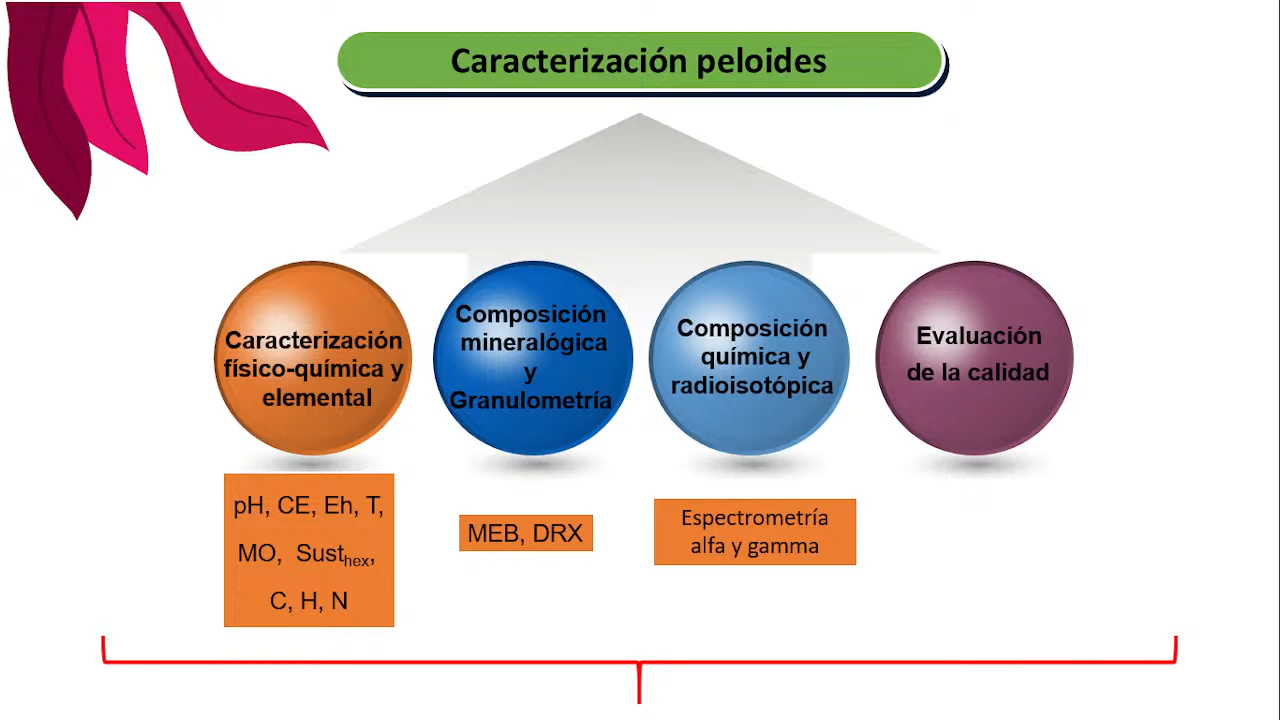 Caracterización peloides
Caracterización
físico-química y
elemental
Composición
mineralógica
y
Granulometría
Composición
química y
radioisotópica
Evaluación
de la calidad
pH, CE, Eh, T,
MO, Susthex,
C, H, N
MEB, DRX
Espectrometría
alfa y gamma